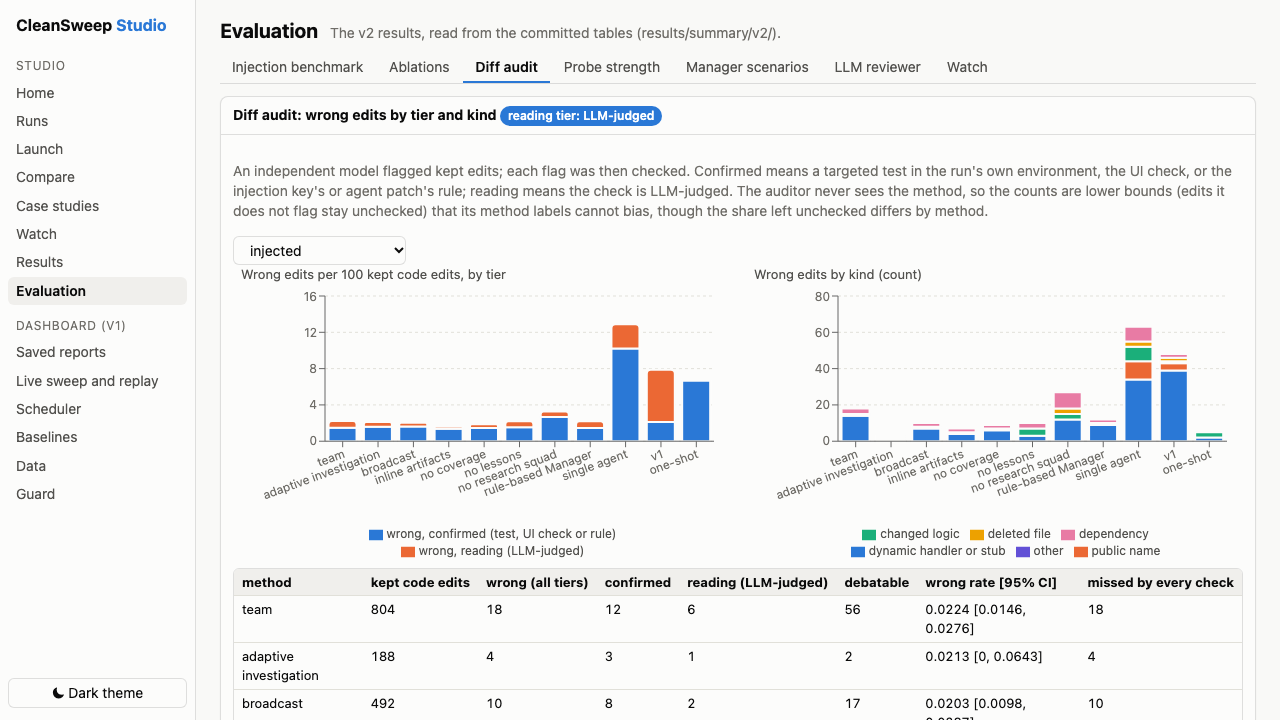 CleanSweep Studio
STUDIO
Home
Runs
Launch
Compare
Case studies
Watch
Results
Evaluation
DASHBOARD (V1)
Saved reports
Live sweep and replay
Scheduler
Baselines
Data
Guard
Dark theme
Evaluation The v2 results, read from the committed tables (results/summary/v2/).
Injection benchmark Ablations Diff audit Probe strength Manager scenarios LLM reviewer Watch
Diff audit: wrong edits by tier and kind reading tier: LLM-judged
An independent model flagged kept edits; each flag was then checked. Confirmed means a targeted test in the run's own environment, the UI check, or the
injection key's or agent patch's rule; reading means the check is LLM-judged. The auditor never sees the method, so the counts are lower bounds (edits it
does not flag stay unchecked) that its method labels cannot bias, though the share left unchecked differs by method.
injected
Wrong edits per 100 kept code edits, by tier
16
12
8
4
0
team
adaptive investigation
broadcast
inline artifacts
no coverage
no lessons
no research squad
rule-based Manager
single agent
v1
one-shot
wrong, confirmed (test, UI check or rule)
wrong, reading (LLM-judged)
Wrong edits by kind (count)
80
60
40
20
0
team
adaptive investigation
broadcast
inline artifacts
no coverage
no lessons
no research squad
rule-based Manager
single agent
v1
one-shot
changed logic deleted file dependency
dynamic handler or stub other public name
method kept code edits wrong (all tiers) confirmed reading (LLM-judged) debatable wrong rate [95% CI] missed by every check
team 804 18 12 6 56 0.0224 [0.0146, 18
0.0276]
adaptive 188 4 3 1 2 0.0213 [0, 0.0643] 4
investigation
broadcast 492 10 8 2 17 0.0203 [0.0098, 10